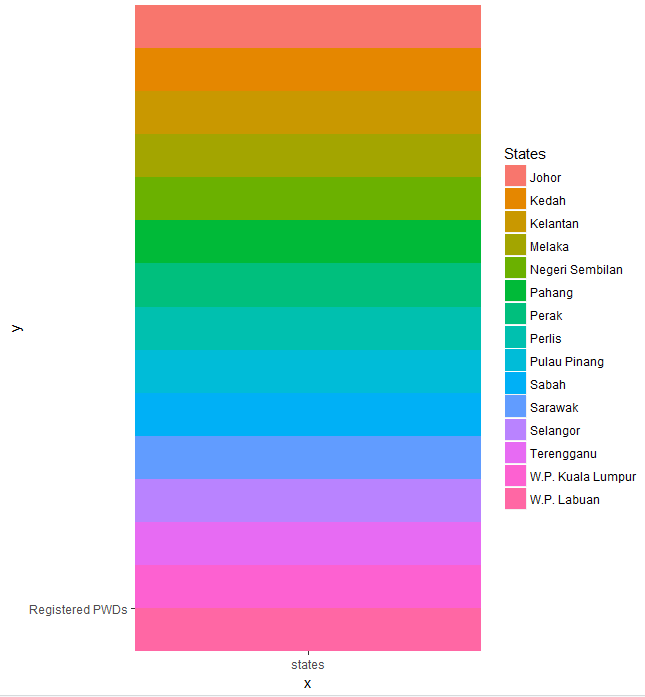 y
Registered PWDs
states
x
States
Johor
Kedah
Kelantan
Melaka
Negeri Sembilan
Pahang
Perak
Perlis
Pulau Pinang
Sabah
Sarawak
Selangor
Terengganu
W.P. Kuala Lumpur
W.P. Labuan